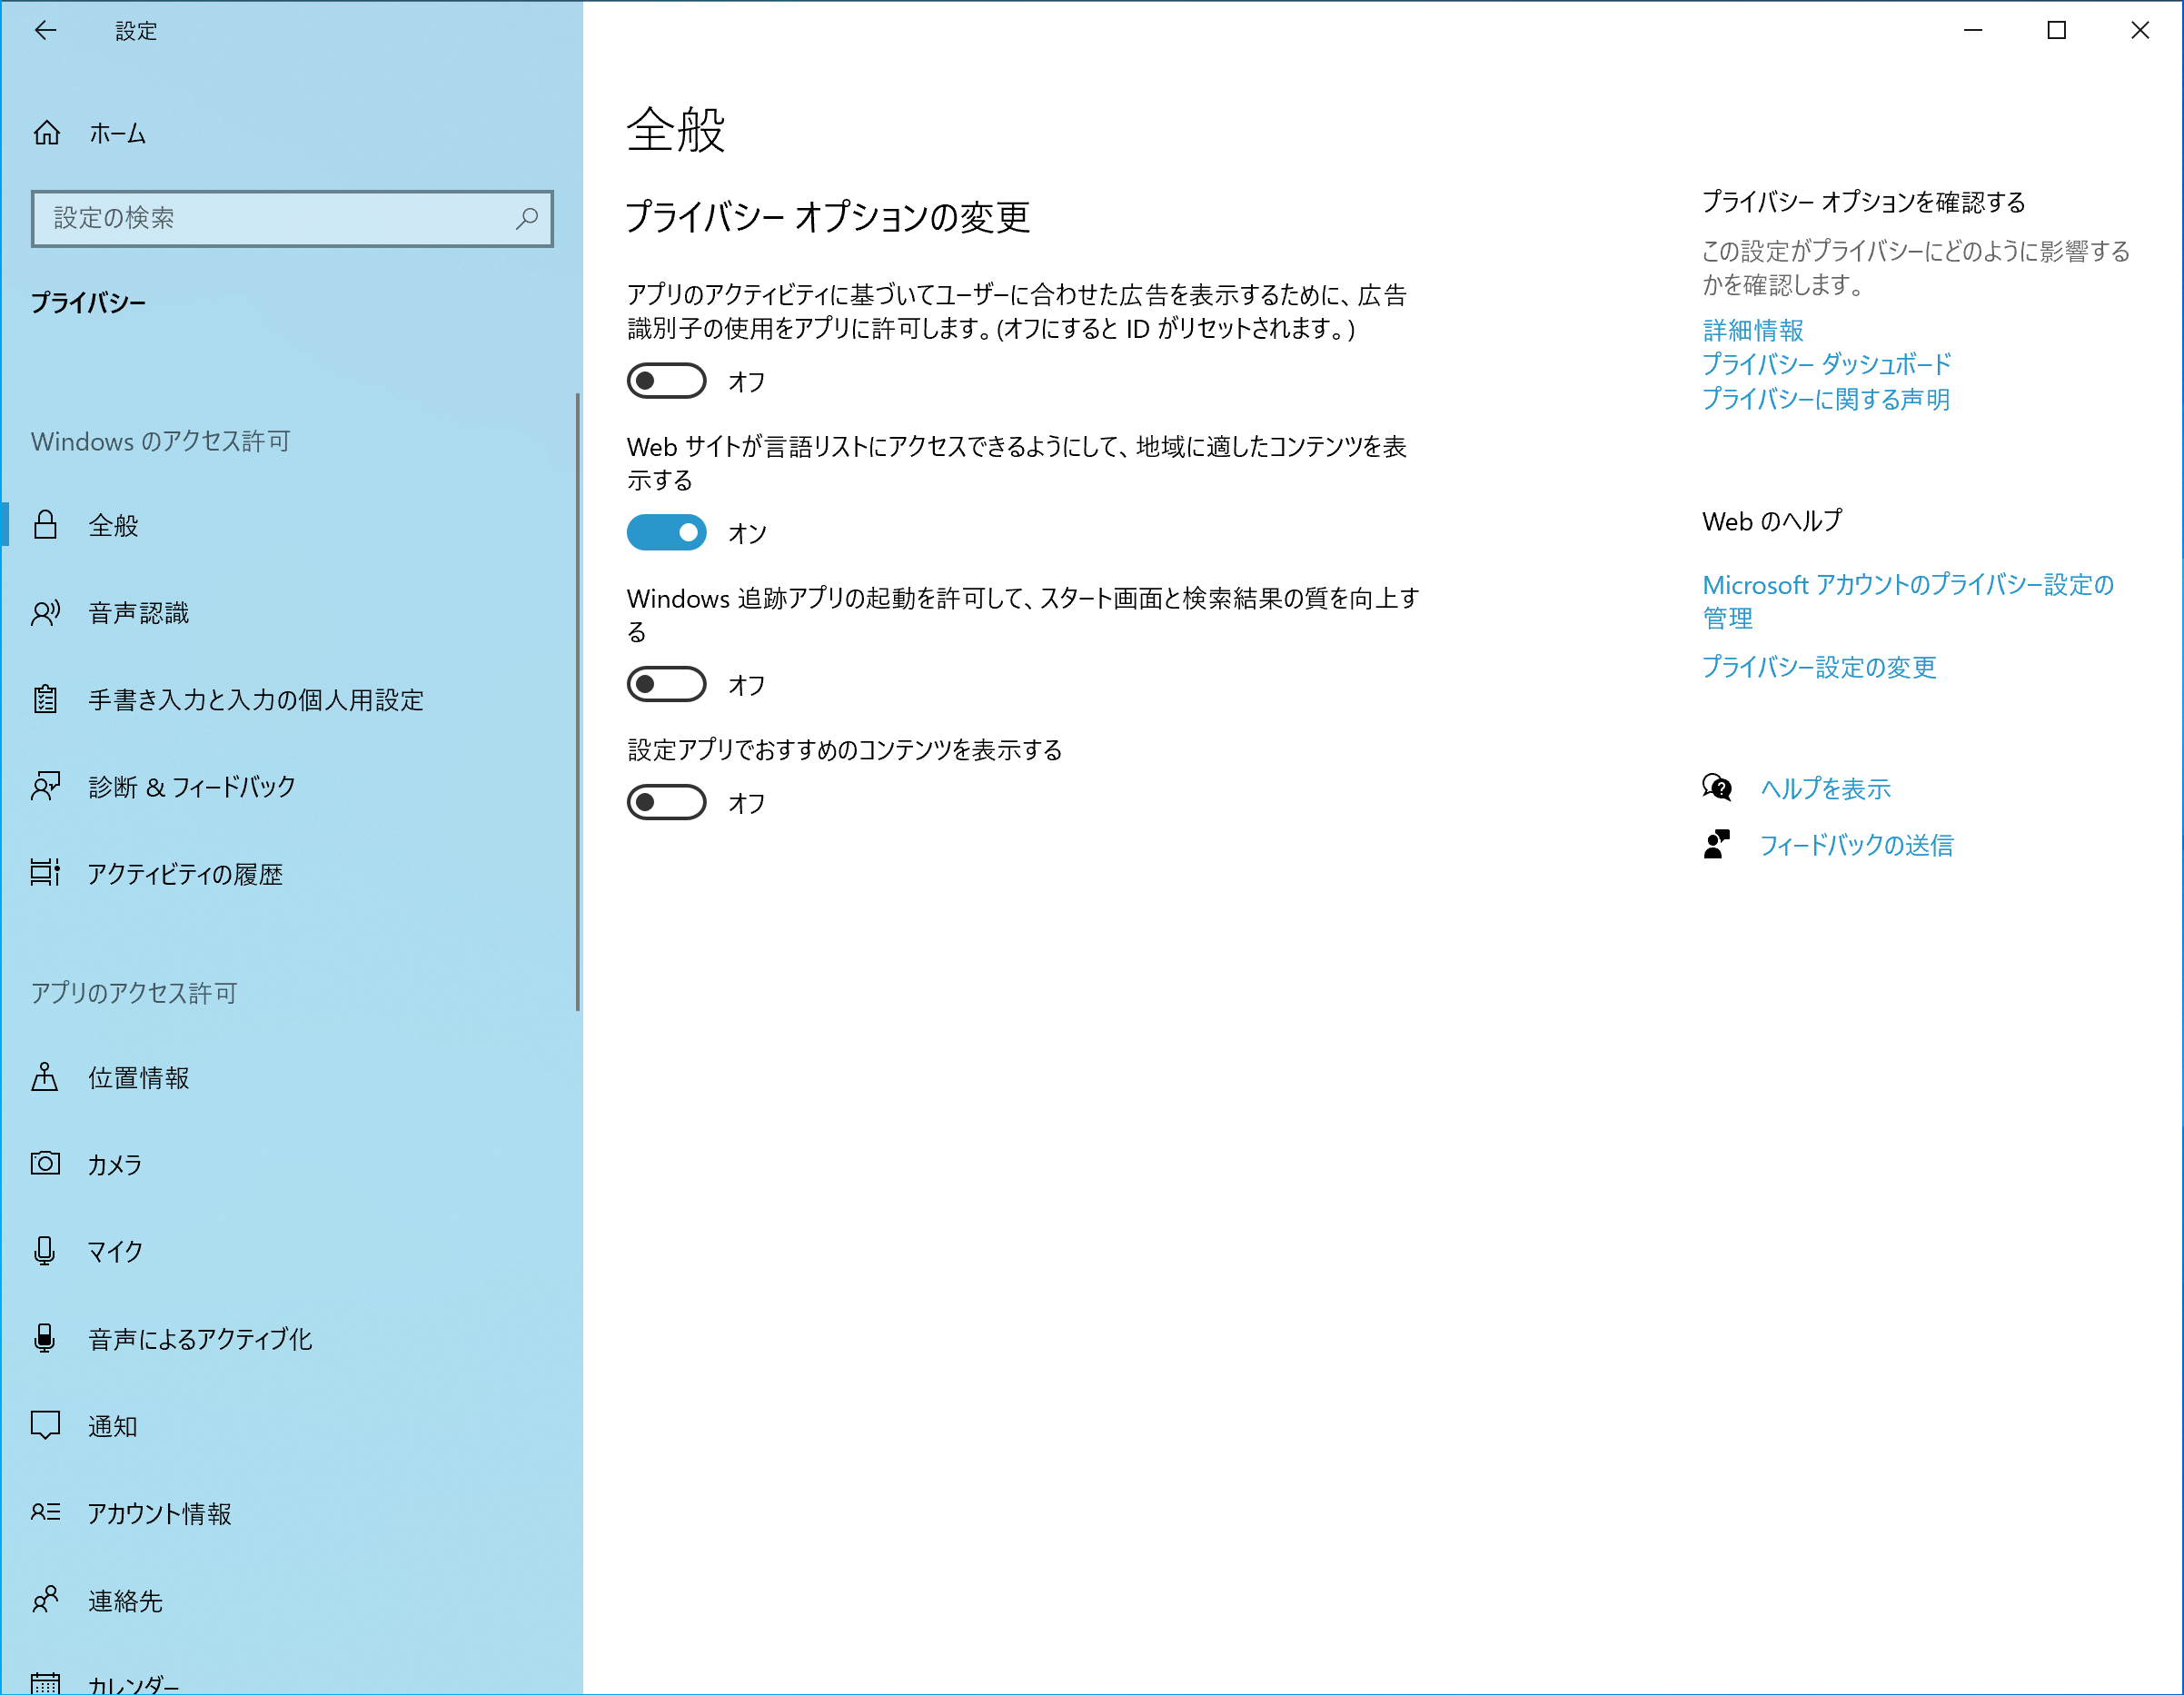 設定
ホーム
設定の検索
プライバシー
Windows のアクセス許可
全般
音声認識
手書き入力と入力の個人用設定
診断 & フィードバック
アクティビティの履歴
アプリのアクセス許可
位置情報
カメラ
マイク
音声によるアクティブ化
通知
アカウント情報
連絡先
カレンダー
全般
プライバシー オプションの変更
アプリのアクティビティに基づいてユーザーに合わせた広告を表示するために、広告
識別子の使用をアプリに許可します。(オフにすると ID がリセットされます。)
オフ
Web サイトが言語リストにアクセスできるようにして、地域に適したコンテンツを表
示する
オン
Windows 追跡アプリの起動を許可して、スタート画面と検索結果の質を向上す
る
オフ
設定アプリでおすすめのコンテンツを表示する
オフ
プライバシー オプションを確認する
この設定がプライバシーにどのように影響する
かを確認します。
詳細情報
プライバシー ダッシュボード
プライバシーに関する声明
Web のヘルプ
Microsoft アカウントのプライバシー設定の
管理
プライバシー設定の変更
ヘルプを表示
フィードバックの送信